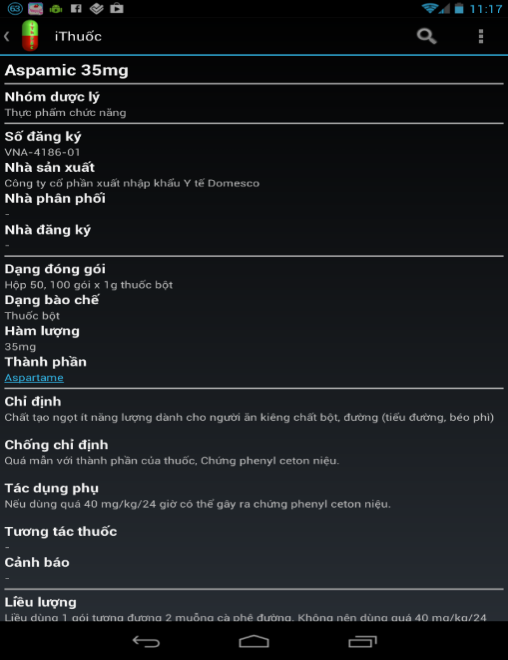 63
11:17
iThuốc
Aspamic 35mg
Nhóm dược lý
Thực phẩm chức năng
Số đăng ký
VNA-4186-01
Nhà sản xuất
Công ty cổ phần xuất nhập khẩu Y tế Domesco
Nhà phân phối
-
Nhà đăng ký
-
Dạng đóng gói
Hộp 50, 100 gói x 1g thuốc bột
Dạng bào chế
Thuốc bột
Hàm lượng
35mg
Thành phần
Aspartame
Chỉ định
Chất tạo ngọt ít năng lượng dành cho người ăn kiêng chất bột, đường (tiểu đường, béo phì)
Chống chỉ định
Quá mẫn với thành phần của thuốc, Chứng phenyl ceton niệu.
Tác dụng phụ
Nếu dùng quá 40 mg/kg/24 giờ có thể gây ra chứng phenyl ceton niệu.
Tương tác thuốc
-
Cảnh báo
-
Liều lượng
Liều dùng 1 gói tương đương 2 muỗng cà phê đường. Không nên dùng quá 40 mg/kg/24